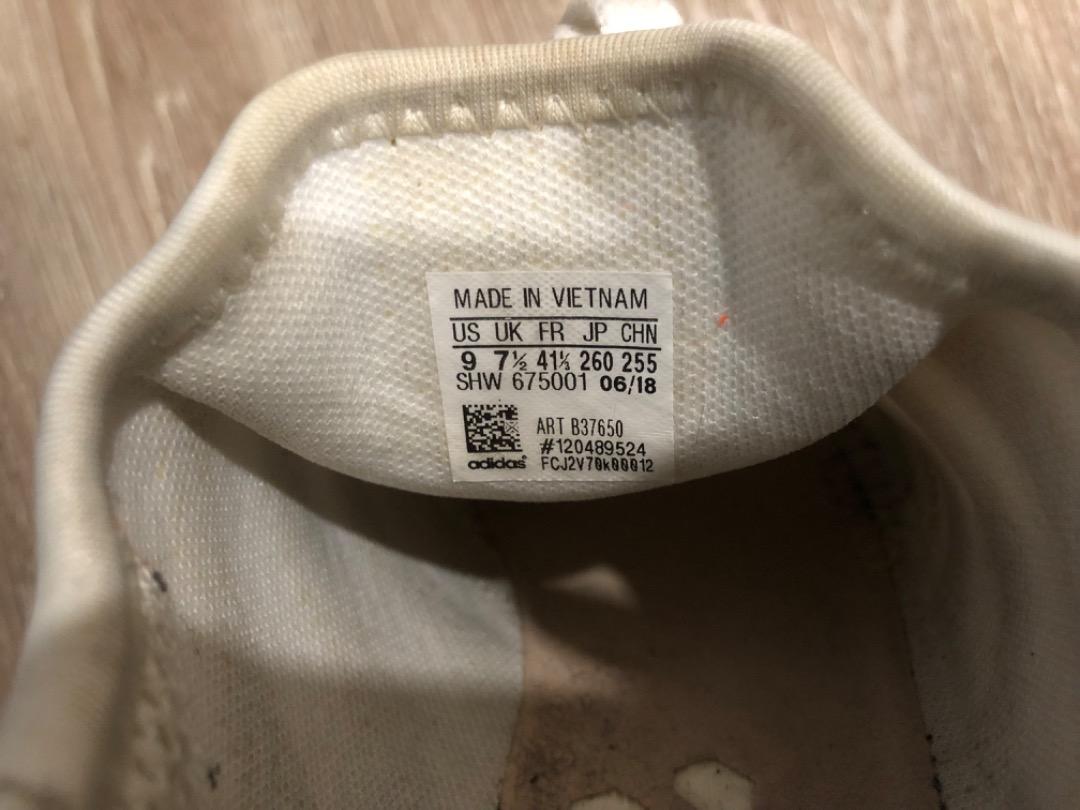 MADE IN VIETNAM
US UK FR JP CHN
9 7½ 41⅓ 260 255
SHW 675001 06/18
ART B37650
#120489524
adidas FCJ2V70k00012